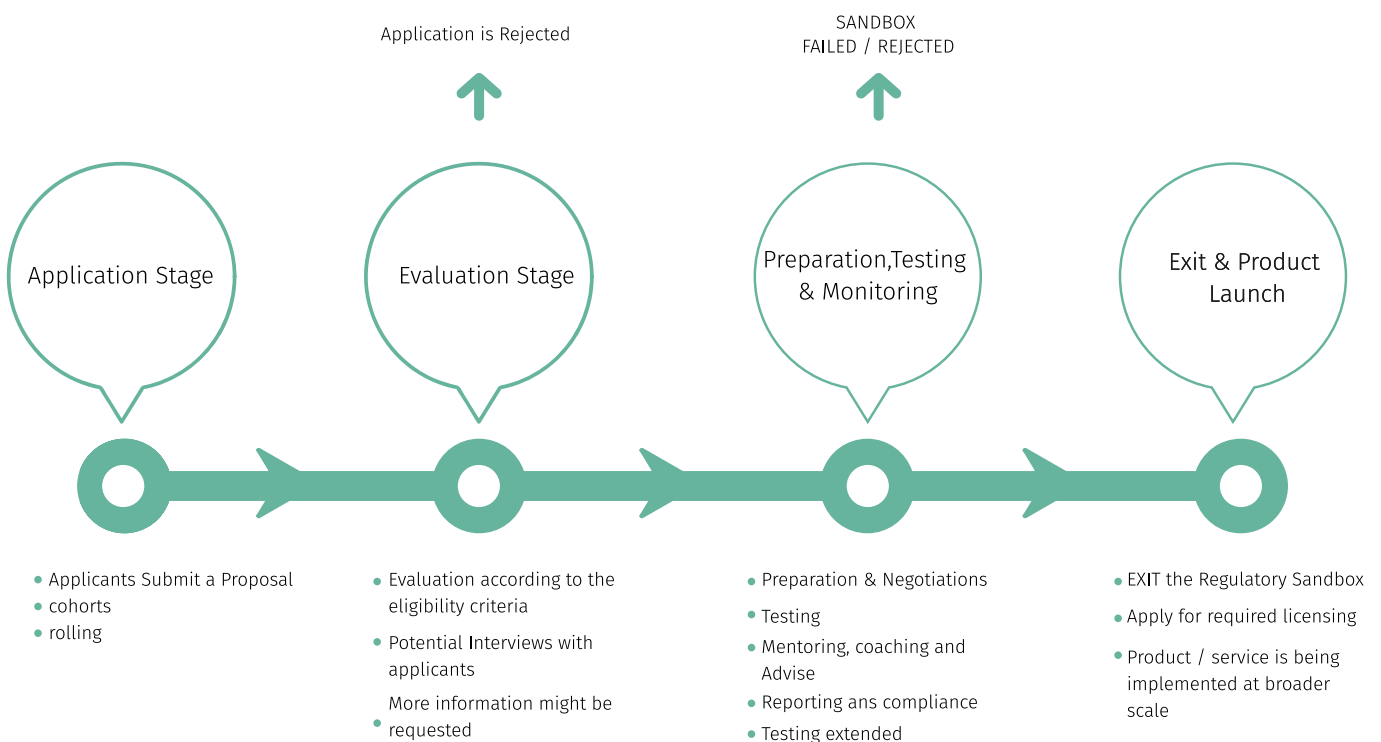 Application is Rejected
SANDBOX
FAILED / REJECTED
Application Stage
Evaluation Stage
Preparation,Testing
& Monitoring
Exit & Product
Launch
Applicants Submit a Proposal
cohorts
rolling
Evaluation according to the
eligibility criteria
Potential Interviews with
applicants
More information might be
requested
Preparation & Negotiations
Testing
Mentoring, coaching and
Advise
Reporting ans compliance
Testing extended
EXIT the Regulatory Sandbox
Apply for required licensing
Product / service is being
implemented at broader
scale